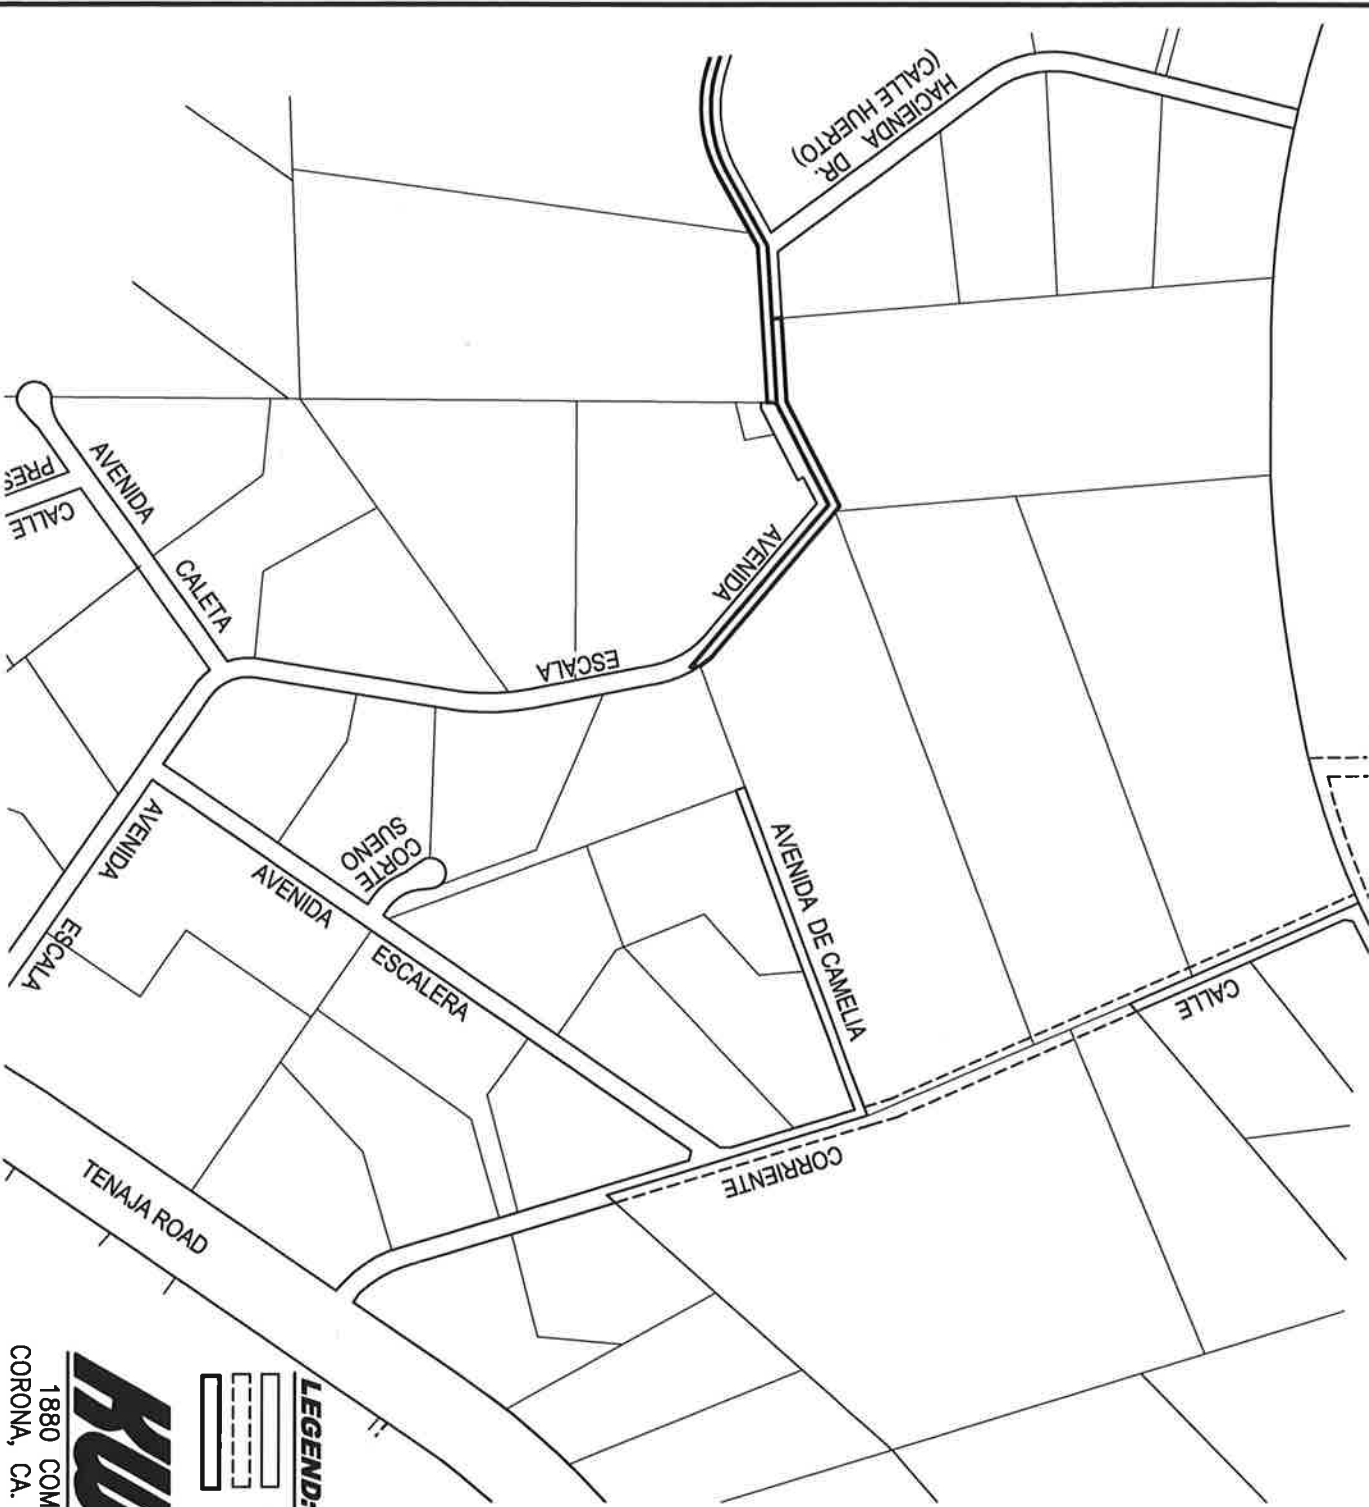 HACIENDA DR.
(CALLE HUERTO)
AVENIDA
CALETA
CALLE
PRES
AVENIDA
ESCALA
AVENIDA
ESCALA
AVENIDA
ESCALERA
CORTE
SUENO
AVENIDA DE CAMELIA
CALLE
CORRIENTE
TENAJA ROAD
LEGEND:
1880 COM
CORONA, CA.